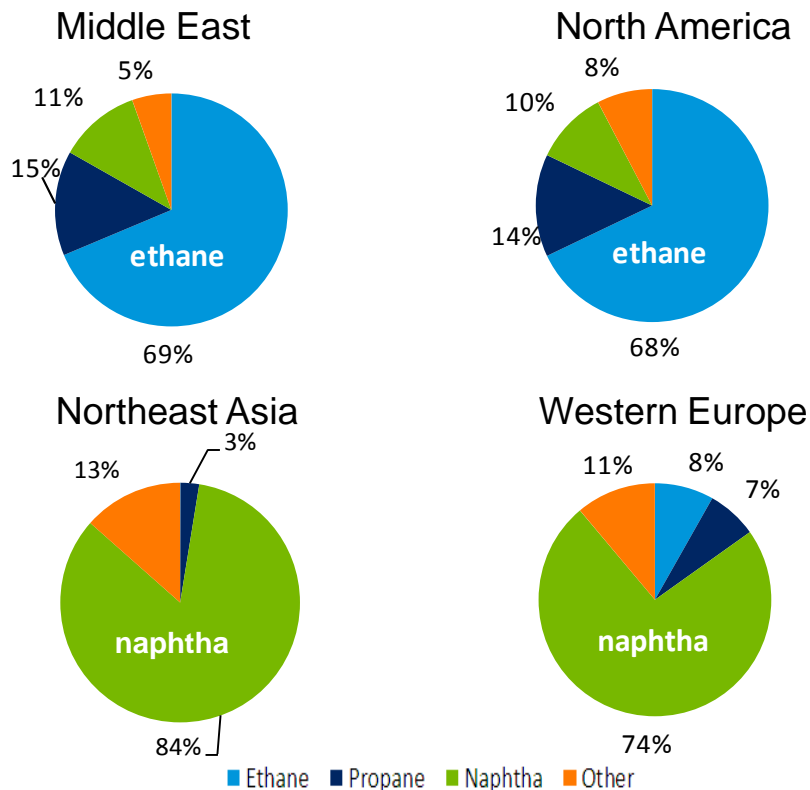 Middle East
5%
11%
15%
ethane
69%
North America
8%
10%
14%
ethane
68%
Northeast Asia
3%
13%
naphtha
84%
Western Europe
11%
8%
7%
naphtha
74%
Ethane Propane Naphtha Other